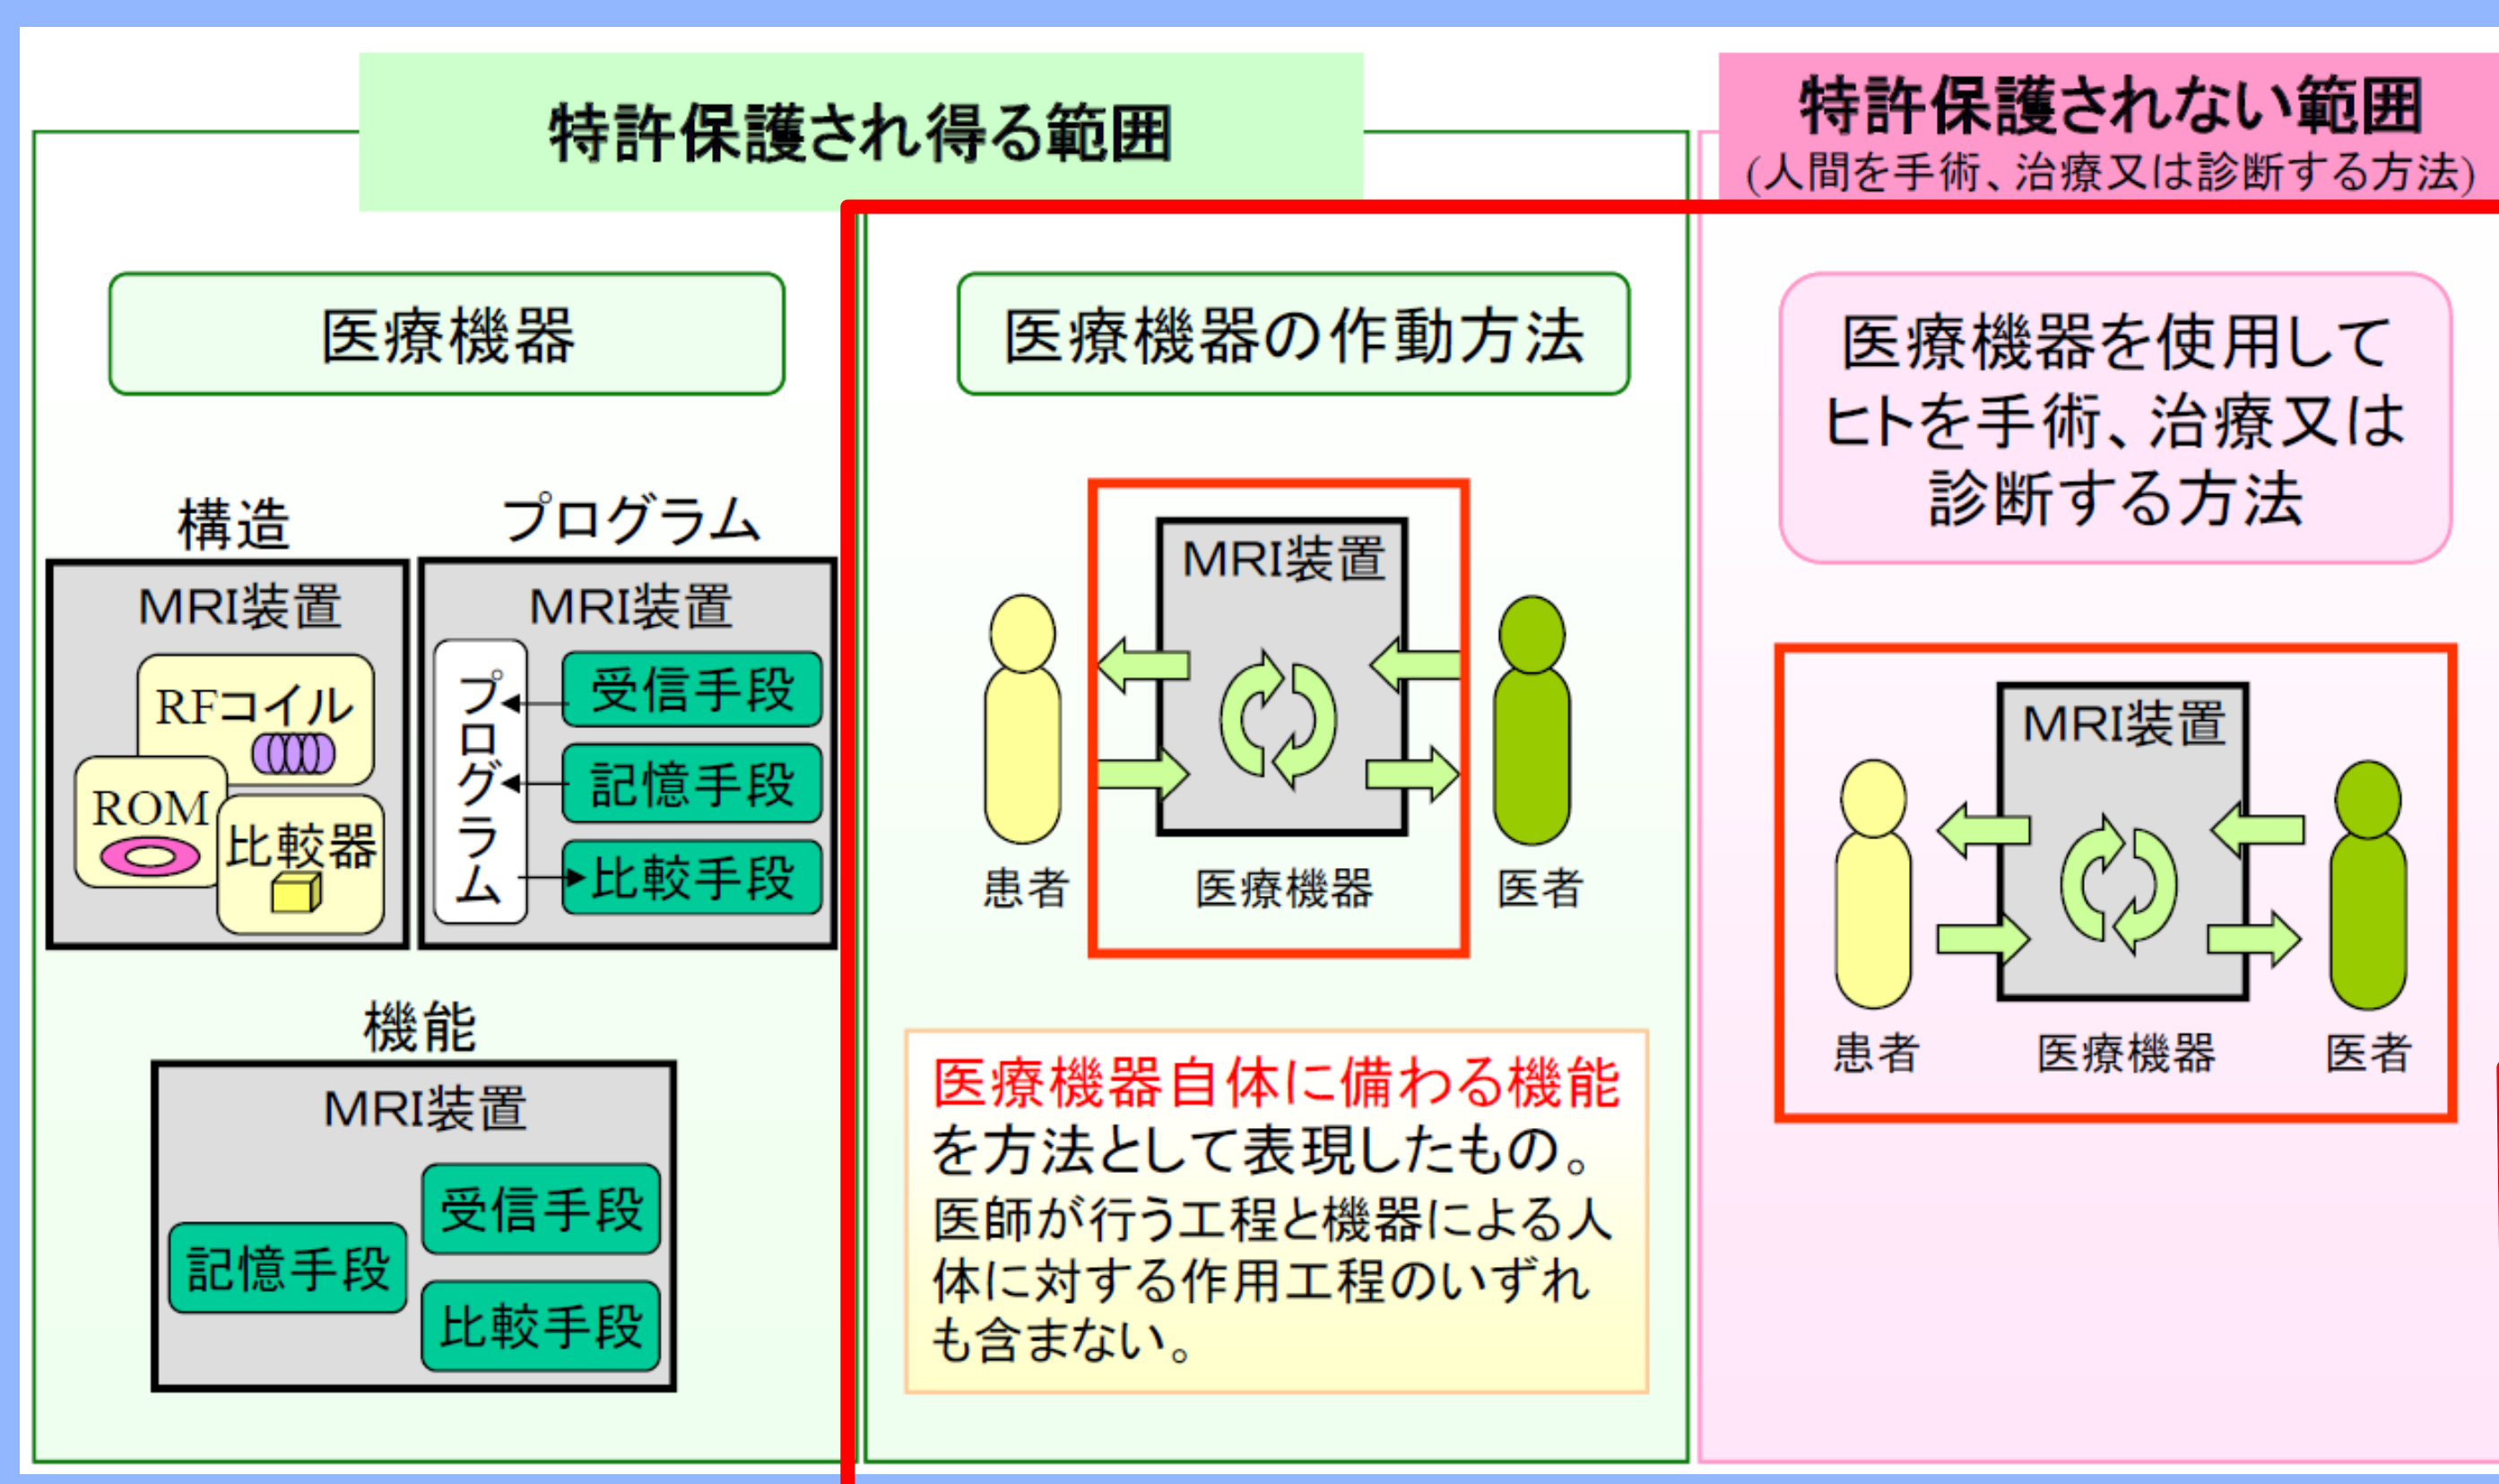 特許保護され得る範囲
特許保護されない範囲
(人間を手術、治療又は診断する方法)
医療機器
構造
MRI装置
RFコイル
ROM
比較器
プログラム
MRI装置
プログラム
受信手段
記憶手段
比較手段
機能
MRI装置
受信手段
記憶手段
比較手段
医療機器の作動方法
MRI装置
患者
医療機器
医者
医療機器自体に備わる機能
を方法として表現したもの。
医師が行う工程と機器による人
体に対する作用工程のいずれ
も含まない。
医療機器を使用して
ヒトを手術、治療又は
診断する方法
MRI装置
患者
医療機器
医者